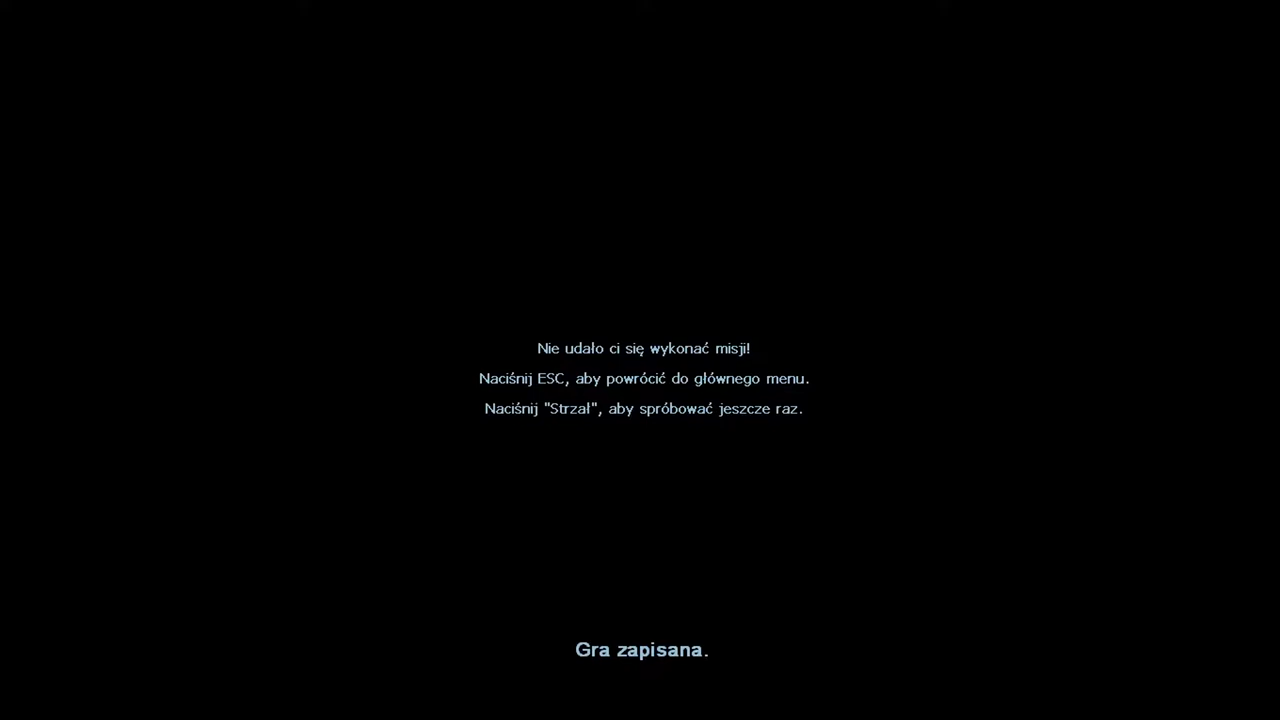 Nie udało ci się wykonać misji!
Naciśnij ESC, aby powrócić do głównego menu.
Naciśnij "Strzał", aby spróbować jeszcze raz.
Gra zapisana.